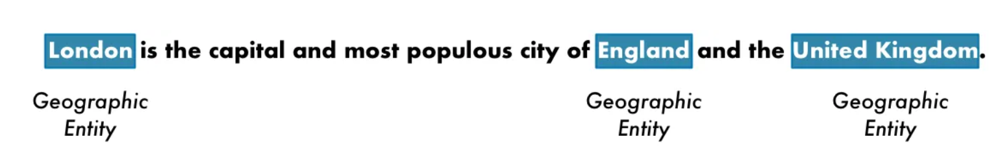 London is the capital and most populous city of England and the United Kingdom.
Geographic Geographic Geographic
Entity Entity Entity